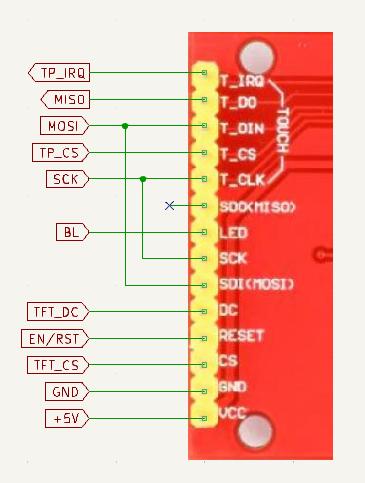 TP_IRQ T_IRQ
MISO T_DO
MOSI T_DIN
TP_CS T_CS
SCK T_CLK
TOUCH
SDO(MISO)
BL LED
SCK
SDI(MOSI)
TFT_DC DC
EN/RST RESET
TFT_CS CS
GND GND
+5V VCC